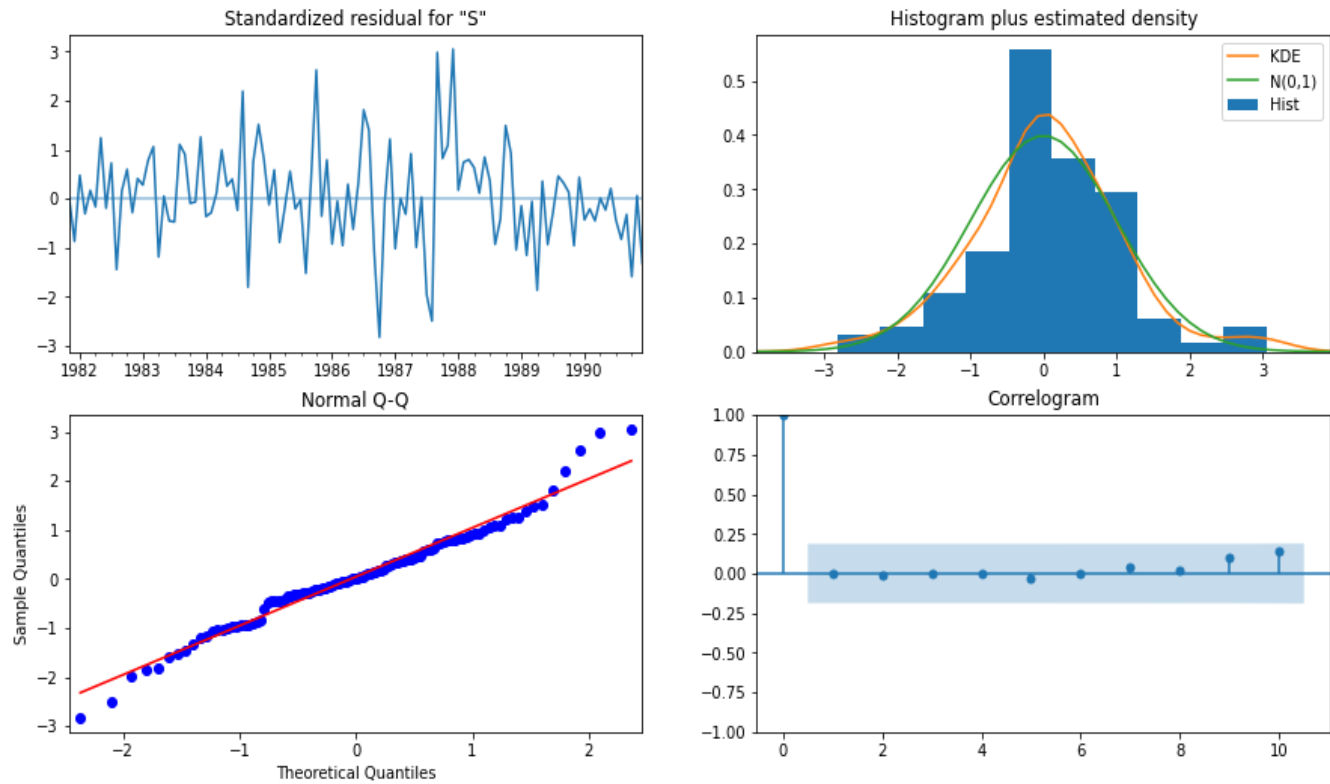 Standardized residual for "S"
3
2
1
0
−1
−2
−3
1982 1983 1984 1985 1986 1987 1988 1989 1990
Histogram plus estimated density
KDE
N(0,1)
Hist
0.5
0.4
0.3
0.2
0.1
0.0
−3 −2 −1 0 1 2 3
Normal Q-Q
Sample Quantiles
3
2
1
0
−1
−2
−3
−2 −1 0 1 2
Theoretical Quantiles
Correlogram
1.00
0.75
0.50
0.25
0.00
−0.25
−0.50
−0.75
−1.00
0 2 4 6 8 10